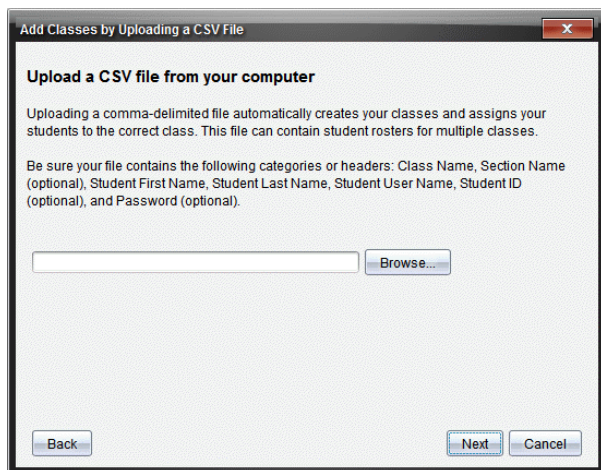 Add Classes by Uploading a CSV File
X
Upload a CSV file from your computer
Uploading a comma-delimited file automatically creates your classes and assigns your
students to the correct class. This file can contain student rosters for multiple classes.
Be sure your file contains the following categories or headers: Class Name, Section Name
(optional), Student First Name, Student Last Name, Student User Name, Student ID
(optional), and Password (optional).
Browse...
Back
Next
Cancel